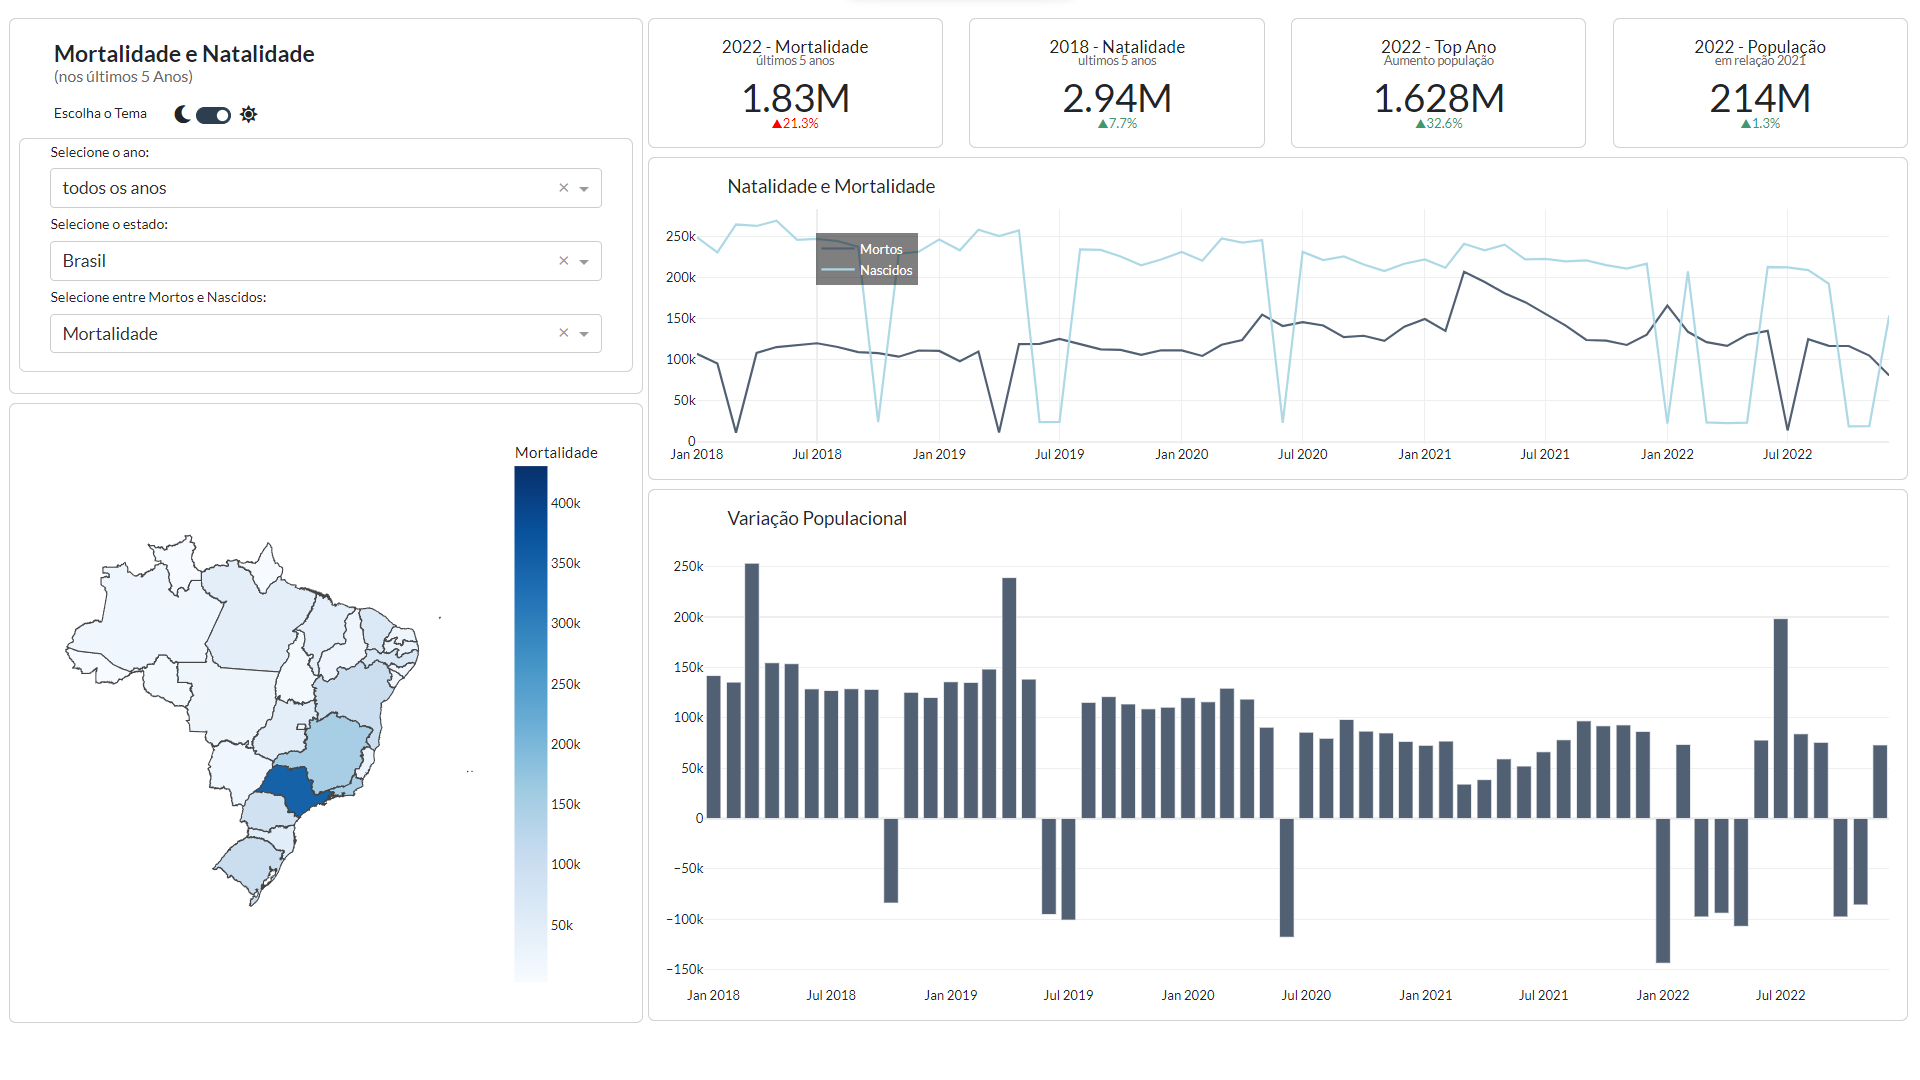 Mortalidade e Natalidade
(nos últimos 5 Anos)
Escolha o Tema
Selecione o ano:
todos os anos
Selecione o estado:
Brasil
Selecione entre Mortos e Nascidos:
Mortalidade
2022 - Mortalidade
últimos 5 anos
1.83M
▲21.3%
2018 - Natalidade
ultimos 5 anos
2.94M
▲7.7%
2022 - Top Ano
Aumento população
1.628M
▲32.6%
2022 - População
em relação 2021
214M
▲1.3%
Natalidade e Mortalidade
Mortos
Nascidos
250k
200k
150k
100k
50k
0
Jan 2018
Jul 2018
Jan 2019
Jul 2019
Jan 2020
Jul 2020
Jan 2021
Jul 2021
Jan 2022
Jul 2022
Mortalidade
400k
350k
300k
250k
200k
150k
100k
50k
Variação Populacional
250k
200k
150k
100k
50k
0
−50k
−100k
−150k
Jan 2018
Jul 2018
Jan 2019
Jul 2019
Jan 2020
Jul 2020
Jan 2021
Jul 2021
Jan 2022
Jul 2022